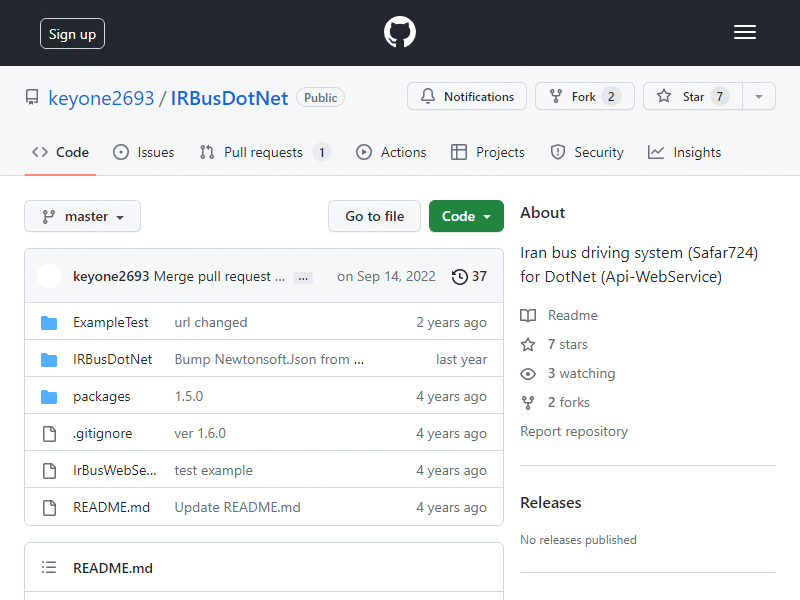 Sign up
keyone2693 / IRBusDotNet Public
Notifications Fork 2 Star 7
Code Issues Pull requests 1 Actions Projects Security Insights
master Go to file Code
keyone2693 Merge pull request ... ... on Sep 14, 2022 37
ExampleTest url changed 2 years ago
IRBusDotNet Bump Newtonsoft.Json from ... last year
packages 1.5.0 4 years ago
.gitignore ver 1.6.0 4 years ago
IrBusWebSe... test example 4 years ago
README.md Update README.md 4 years ago
README.md
About
Iran bus driving system (Safar724)
for DotNet (Api-WebService)
Readme
7 stars
3 watching
2 forks
Report repository
Releases
No releases published